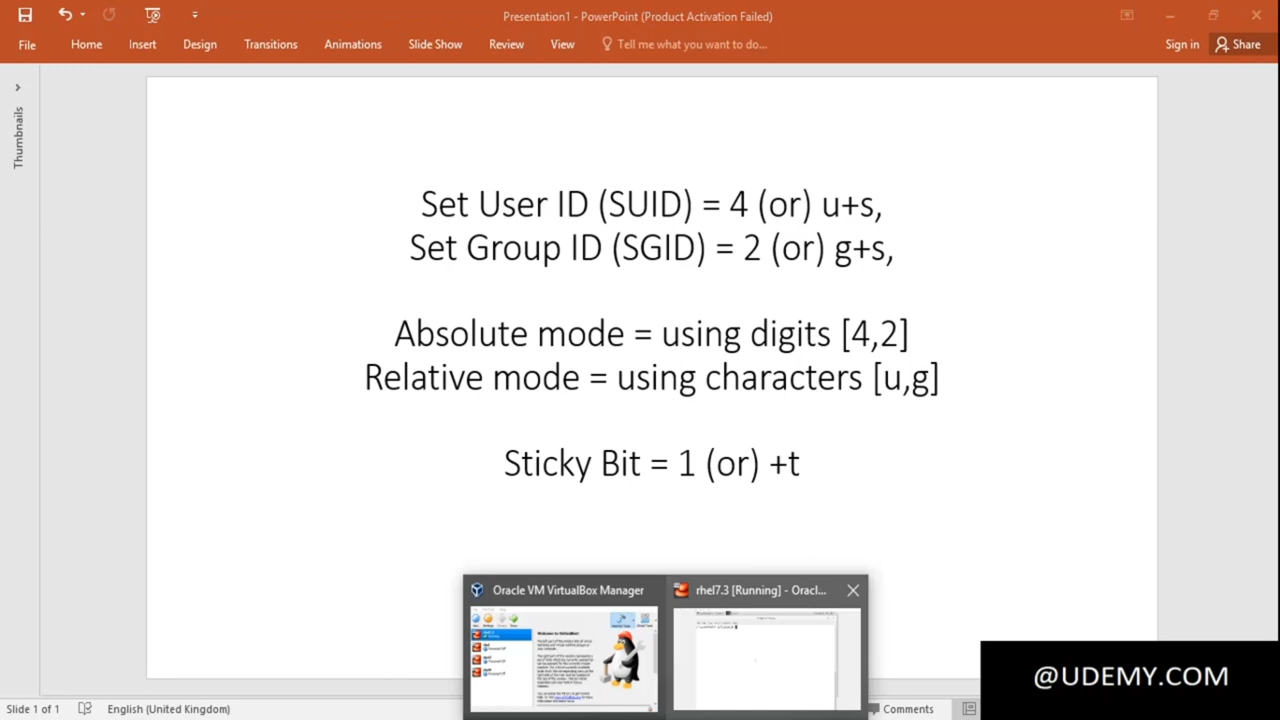 Presentation1 - PowerPoint (Product Activation Failed)
File Home Insert Design Transitions Animations Slide Show Review View Tell me what you want to do... Sign in Share
Thumbnails
Set User ID (SUID) = 4 (or) u+s,
Set Group ID (SGID) = 2 (or) g+s,
Absolute mode = using digits [4,2]
Relative mode = using characters [u,g]
Sticky Bit = 1 (or) +t
Oracle VM VirtualBox Manager
rhel7.3 [Running] - Oracl...
@UDEMY.COM
Slide 1 of 1 English (United Kingdom) Comments